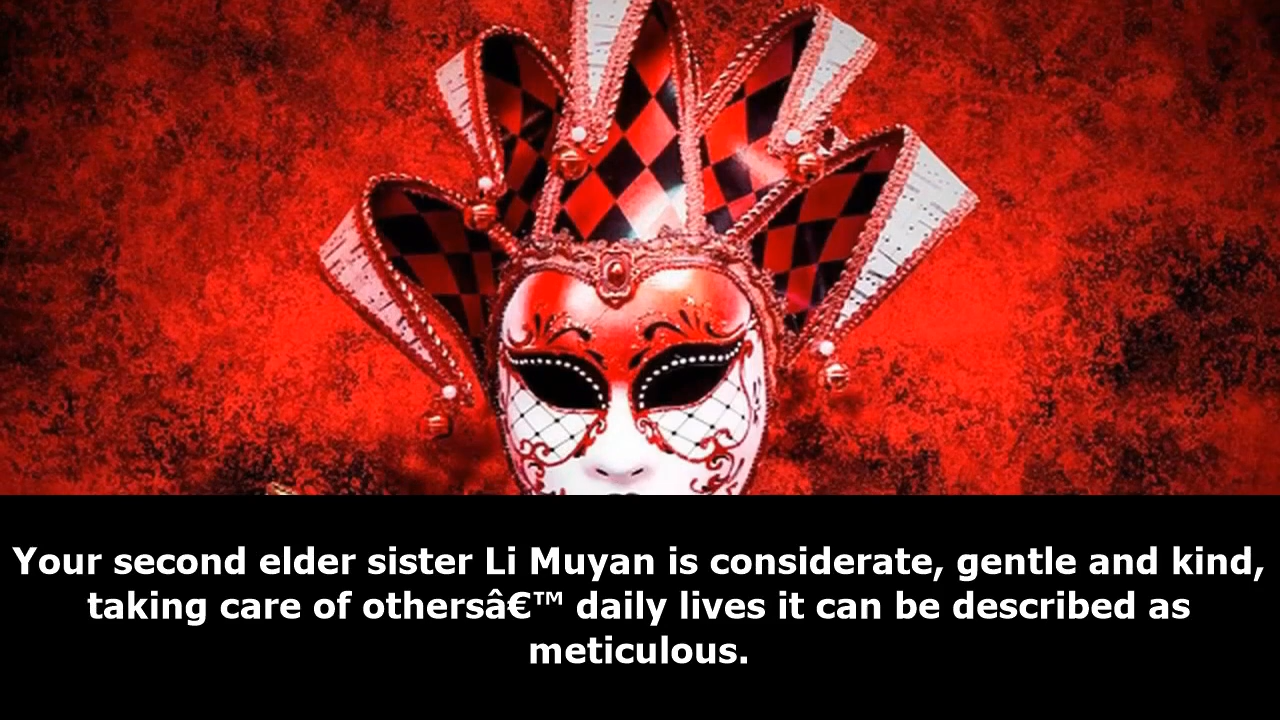 Your second elder sister Li Muyan is considerate, gentle and kind,
taking care of othersâ€™ daily lives it can be described as
meticulous.